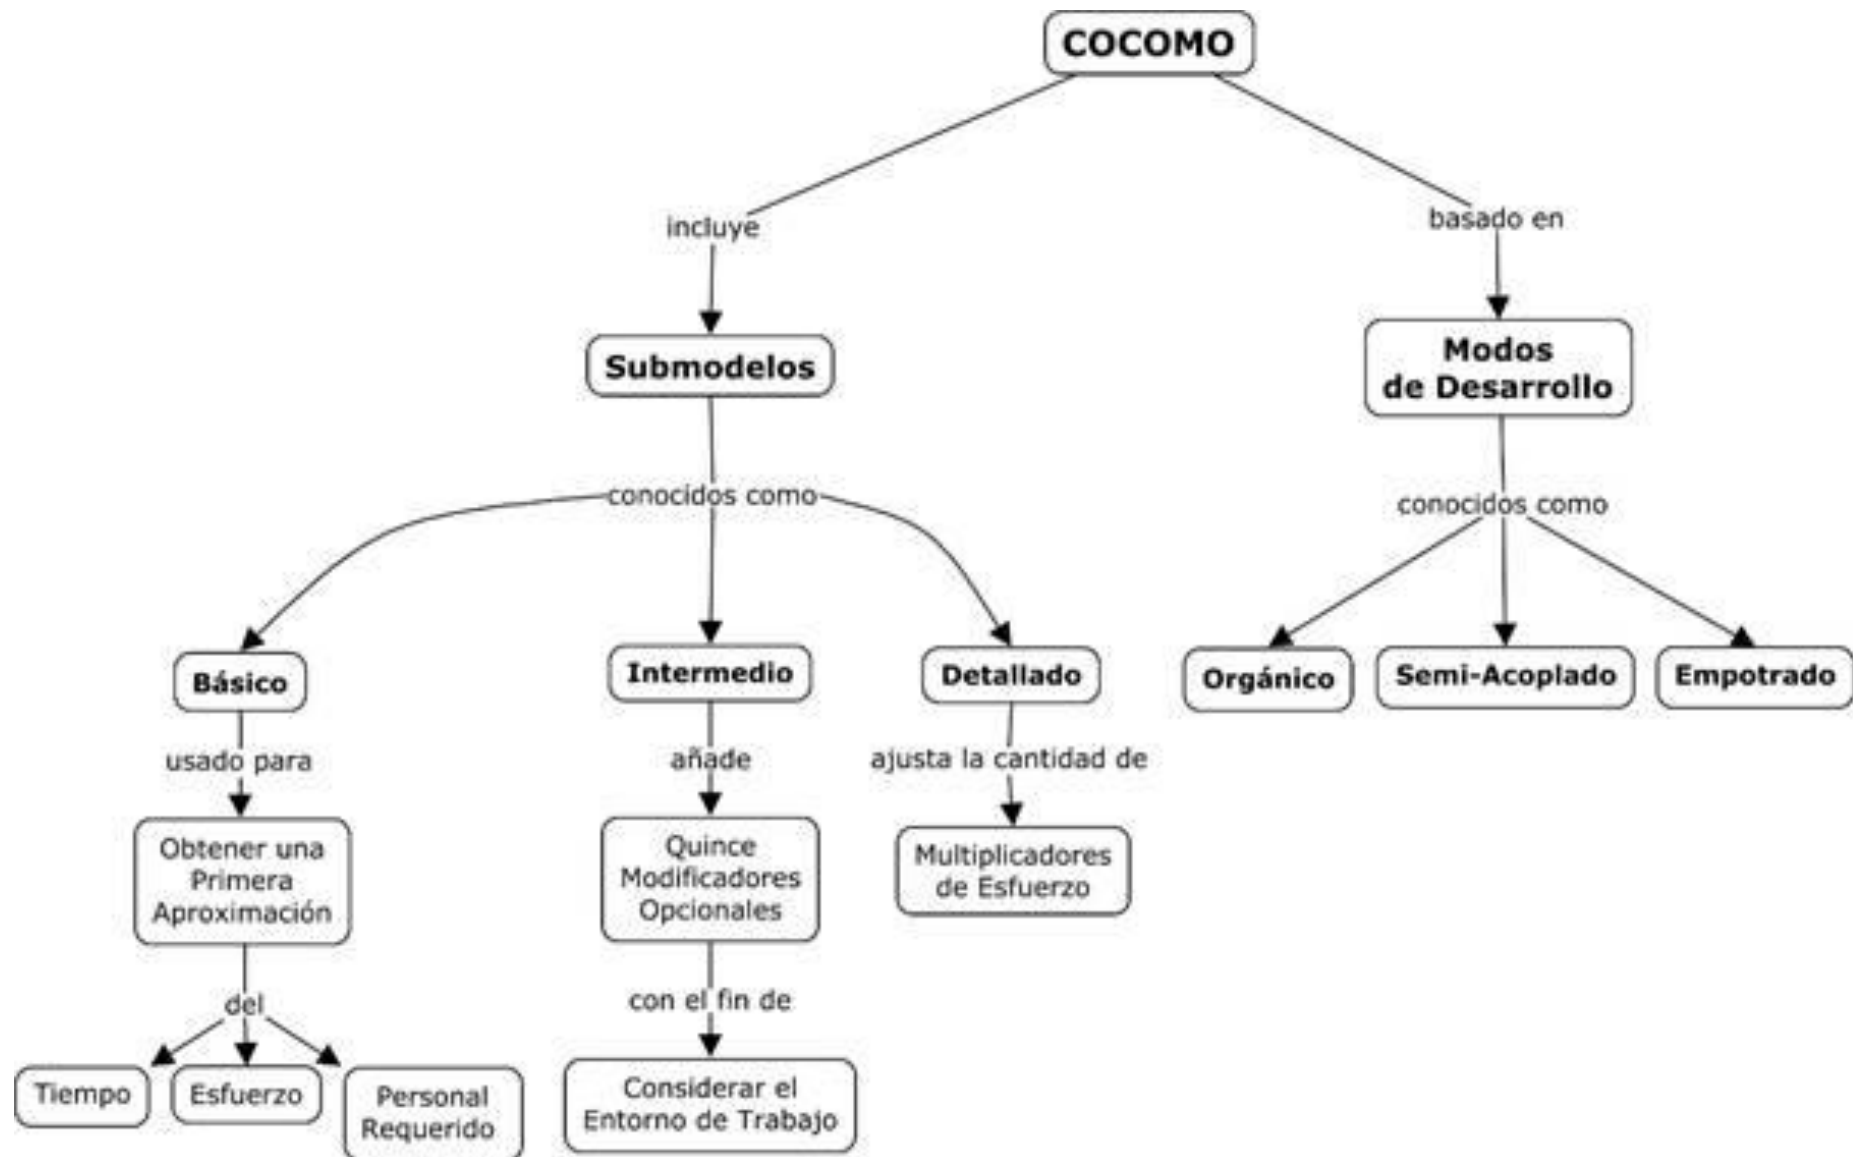 COCOMO
incluye
basado en
Submodelos
Modos
de Desarrollo
conocidos como
conocidos como
Básico
Intermedio
Detallado
Orgánico
Semi-Acoplado
Empotrado
usado para
añade
ajusta la cantidad de
Obtener una
Primera
Aproximación
Quince
Modificadores
Opcionales
Multiplicadores
de Esfuerzo
del
con el fin de
Tiempo
Esfuerzo
Personal
Requerido
Considerar el
Entorno de Trabajo